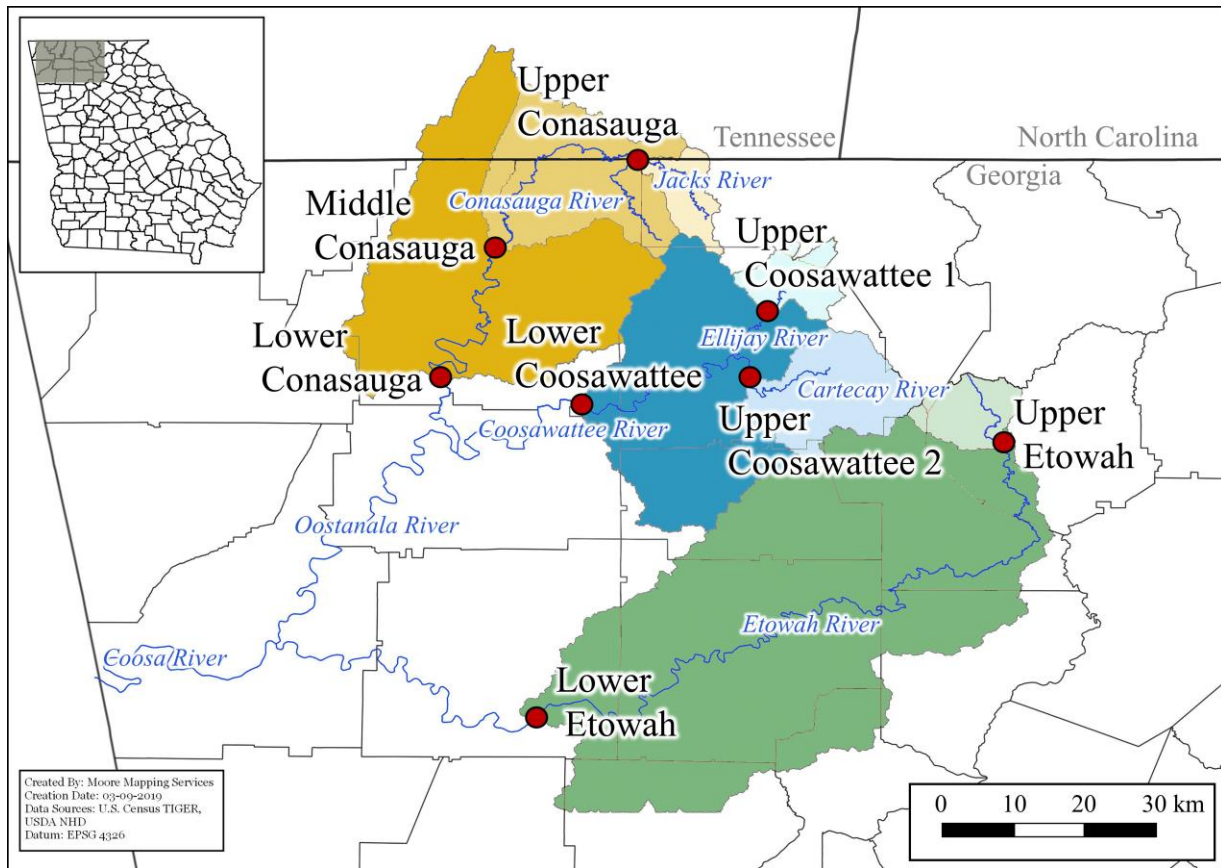 Upper
Conasauga
Tennessee
North Carolina
Georgia
Jacks River
Conasauga River
Middle
Conasauga
Upper
Coosawattee 1
Lower
Conasauga
Lower
Coosawattee
Ellijay River
Cartecay River
Coosawattee River
Upper
Coosawattee 2
Upper
Etowah
Oostanala River
Etowah River
Coosa River
Lower
Etowah
Created By: Moore Mapping Services
Creation Date: 03-09-2019
Data Sources: U.S. Census TIGER,
USDA NHD
Datum: EPSG 4326
0 10 20 30 km